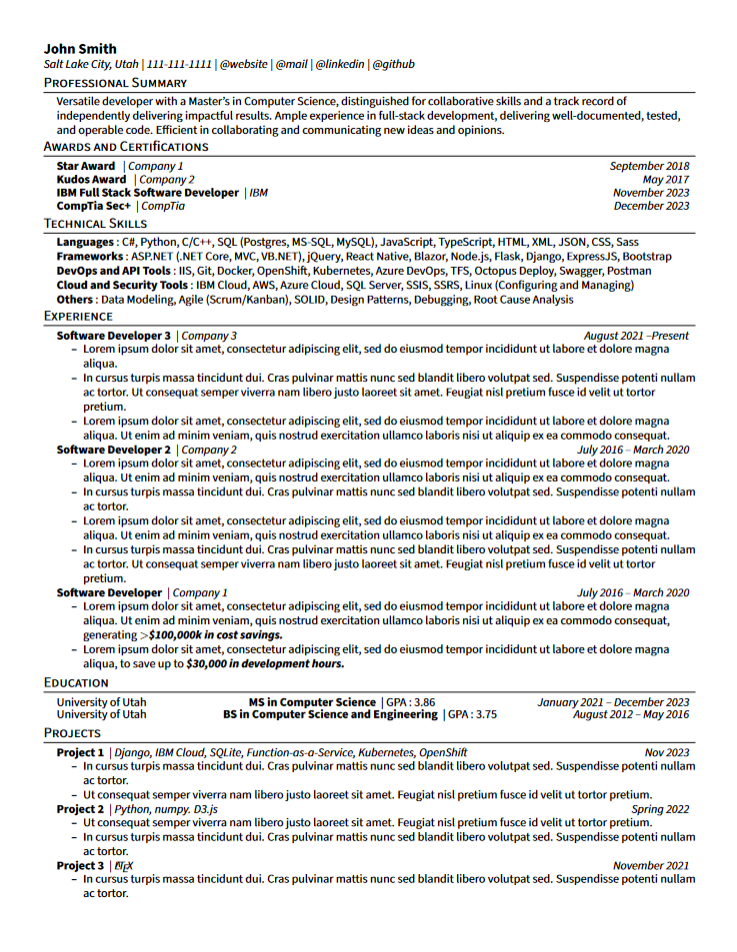 John Smith
Salt Lake City, Utah | 111-111-1111 | @website | @mail | @linkedin | @github
Professional Summary
Versatile developer with a Master's in Computer Science, distinguished for collaborative skills and a track record of
independently delivering impactful results. Ample experience in full-stack development, delivering well-documented, tested,
and operable code. Efficient in collaborating and communicating new ideas and opinions.
Awards and Certifications
Star Award | Company 1 September 2018
Kudos Award | Company 2 May 2017
IBM Full Stack Software Developer | IBM November 2023
CompTia Sec+ | CompTia December 2023
Technical Skills
Languages : C#, Python, C/C++, SQL (Postgres, MS-SQL, MySQL), JavaScript, TypeScript, HTML, XML, JSON, CSS, Sass
Frameworks : ASP.NET (.NET Core, MVC, VB.NET), jQuery, React Native, Blazor, Node.js, Flask, Django, ExpressJS, Bootstrap
DevOps and API Tools : IIS, Git, Docker, OpenShift, Kubernetes, Azure DevOps, TFS, Octopus Deploy, Swagger, Postman
Cloud and Security Tools : IBM Cloud, AWS, Azure Cloud, SQL Server, SSIS, SSRS, Linux (Configuring and Managing)
Others : Data Modeling, Agile (Scrum/Kanban), SOLID, Design Patterns, Debugging, Root Cause Analysis
Experience
Software Developer 3 | Company 3 August 2021 –Present
– Lorem ipsum dolor sit amet, consectetur adipiscing elit, sed do eiusmod tempor incididunt ut labore et dolore magna
aliqua.
– In cursus turpis massa tincidunt dui. Cras pulvinar mattis nunc sed blandit libero volutpat sed. Suspendisse potenti nullam
ac tortor. Ut consequat semper viverra nam libero justo laoreet sit amet. Feugiat nisl pretium fusce id velit ut tortor
pretium.
– Lorem ipsum dolor sit amet, consectetur adipiscing elit, sed do eiusmod tempor incididunt ut labore et dolore magna
aliqua. Ut enim ad minim veniam, quis nostrud exercitation ullamco laboris nisi ut aliquip ex ea commodo consequat.
Software Developer 2 | Company 2 July 2016 – March 2020
– Lorem ipsum dolor sit amet, consectetur adipiscing elit, sed do eiusmod tempor incididunt ut labore et dolore magna
aliqua. Ut enim ad minim veniam, quis nostrud exercitation ullamco laboris nisi ut aliquip ex ea commodo consequat.
– In cursus turpis massa tincidunt dui. Cras pulvinar mattis nunc sed blandit libero volutpat sed. Suspendisse potenti nullam
ac tortor.
– Lorem ipsum dolor sit amet, consectetur adipiscing elit, sed do eiusmod tempor incididunt ut labore et dolore magna
aliqua. Ut enim ad minim veniam, quis nostrud exercitation ullamco laboris nisi ut aliquip ex ea commodo consequat.
– In cursus turpis massa tincidunt dui. Cras pulvinar mattis nunc sed blandit libero volutpat sed. Suspendisse potenti nullam
ac tortor. Ut consequat semper viverra nam libero justo laoreet sit amet. Feugiat nisl pretium fusce id velit ut tortor
pretium.
Software Developer | Company 1 July 2016 – March 2020
– Lorem ipsum dolor sit amet, consectetur adipiscing elit, sed do eiusmod tempor incididunt ut labore et dolore magna
aliqua. Ut enim ad minim veniam, quis nostrud exercitation ullamco laboris nisi ut aliquip ex ea commodo consequat,
generating >$100,000k in cost savings.
– Lorem ipsum dolor sit amet, consectetur adipiscing elit, sed do eiusmod tempor incididunt ut labore et dolore magna
aliqua, to save up to $30,000 in development hours.
Education
University of Utah MS in Computer Science | GPA : 3.86 January 2021 – December 2023
University of Utah BS in Computer Science and Engineering | GPA : 3.75 August 2012 – May 2016
Projects
Project 1 | Django, IBM Cloud, SQLite, Function-as-a-Service, Kubernetes, OpenShift Nov 2023
– In cursus turpis massa tincidunt dui. Cras pulvinar mattis nunc sed blandit libero volutpat sed. Suspendisse potenti nullam
ac tortor.
– Ut consequat semper viverra nam libero justo laoreet sit amet. Feugiat nisl pretium fusce id velit ut tortor pretium.
Project 2 | Python, numpy. D3.js Spring 2022
– Ut consequat semper viverra nam libero justo laoreet sit amet. Feugiat nisl pretium fusce id velit ut tortor pretium.
– In cursus turpis massa tincidunt dui. Cras pulvinar mattis nunc sed blandit libero volutpat sed. Suspendisse potenti nullam
ac tortor.
Project 3 | LATEX November 2021
– In cursus turpis massa tincidunt dui. Cras pulvinar mattis nunc sed blandit libero volutpat sed. Suspendisse potenti nullam
ac tortor.